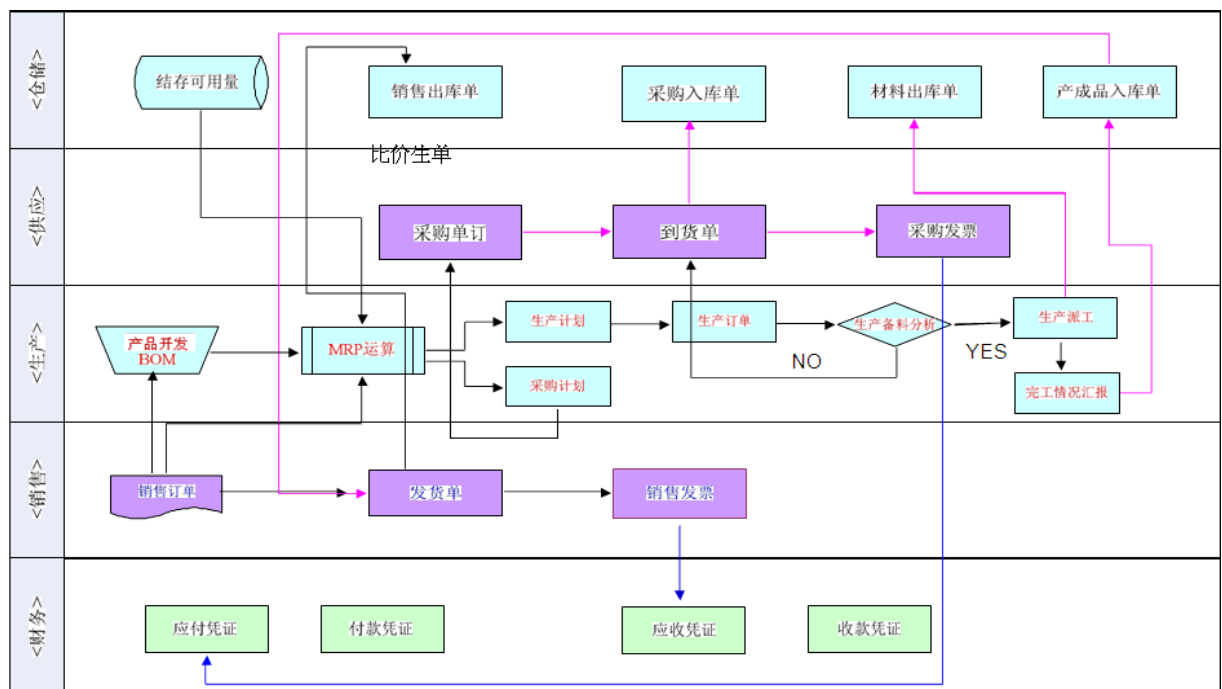 <仓储>
结存可用量
销售出库单
采购入库单
材料出库单
产成品入库单
比价生单
<供应>
采购单订
到货单
采购发票
<生产>
产品开发
BOM
MRP运算
生产计划
采购计划
生产订单
生产备料分析
NO
YES
生产派工
完工情况汇报
<销售>
销售订单
发货单
销售发票
<财务>
应付凭证
付款凭证
应收凭证
收款凭证